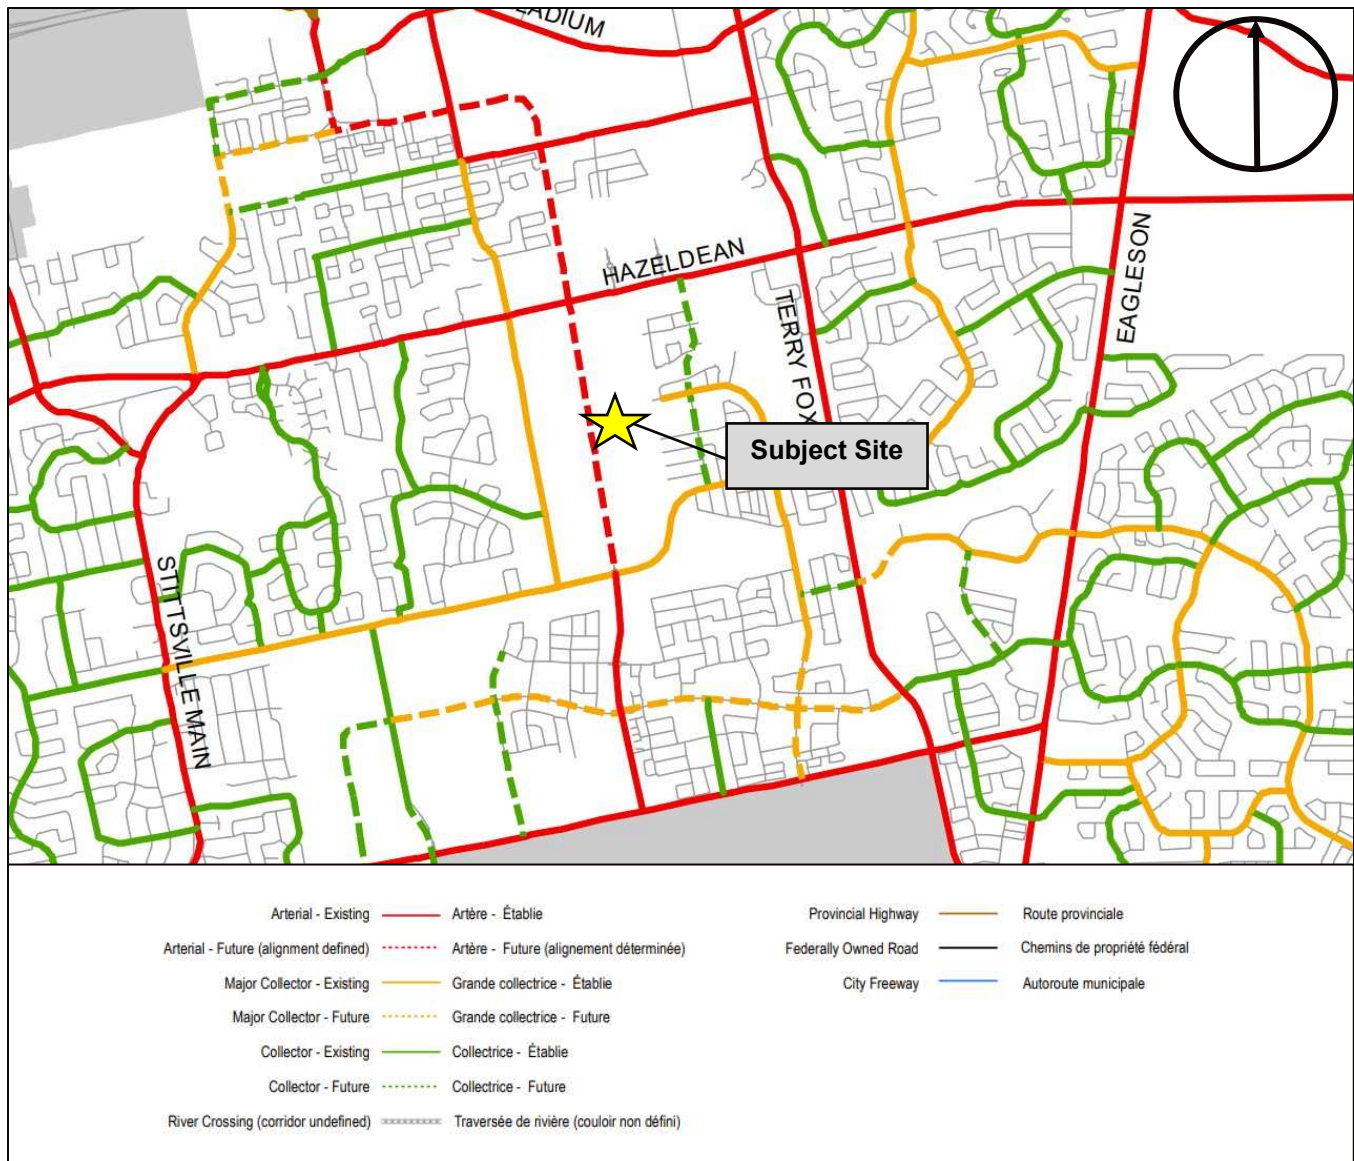 LADIUM
HAZELDEAN
TERRY FOX
EAGLESON
Subject Site
STITTSVILLE MAIN
Arterial - Existing Artère - Établie
Arterial - Future (alignment defined) Artère - Future (alignement déterminée)
Major Collector - Existing Grande collectrice - Établie
Major Collector - Future Grande collectrice - Future
Collector - Existing Collectrice - Établie
Collector - Future Collectrice - Future
River Crossing (corridor undefined) Traversée de rivière (couloir non défini)
Provincial Highway Route provinciale
Federally Owned Road Chemins de propriété fédéral
City Freeway Autoroute municipale